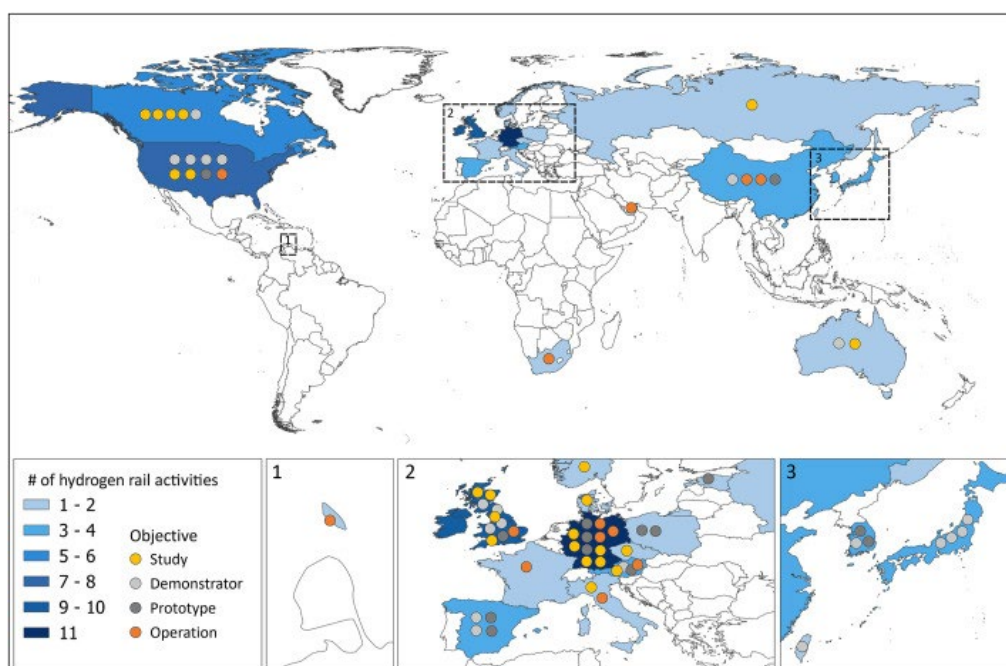 2
3
1
# of hydrogen rail activities
1 - 2
3 - 4
5 - 6
7 - 8
9 - 10
11
Objective
Study
Demonstrator
Prototype
Operation
1
2
3